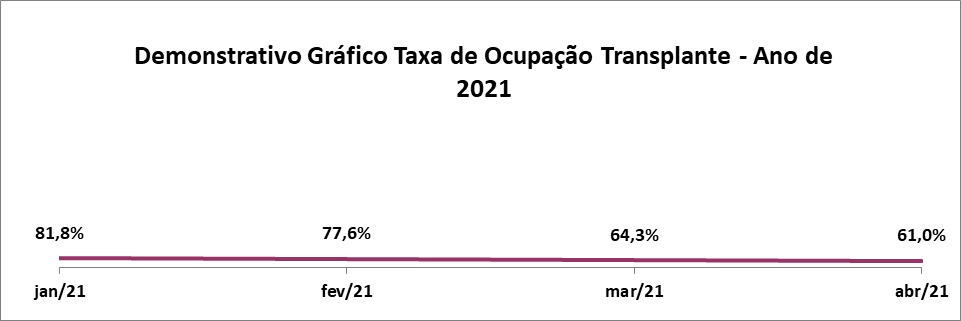 Demonstrativo Gráfico Taxa de Ocupação Transplante - Ano de
2021
81,8% 77,6% 64,3% 61,0%
jan/21 fev/21 mar/21 abr/21